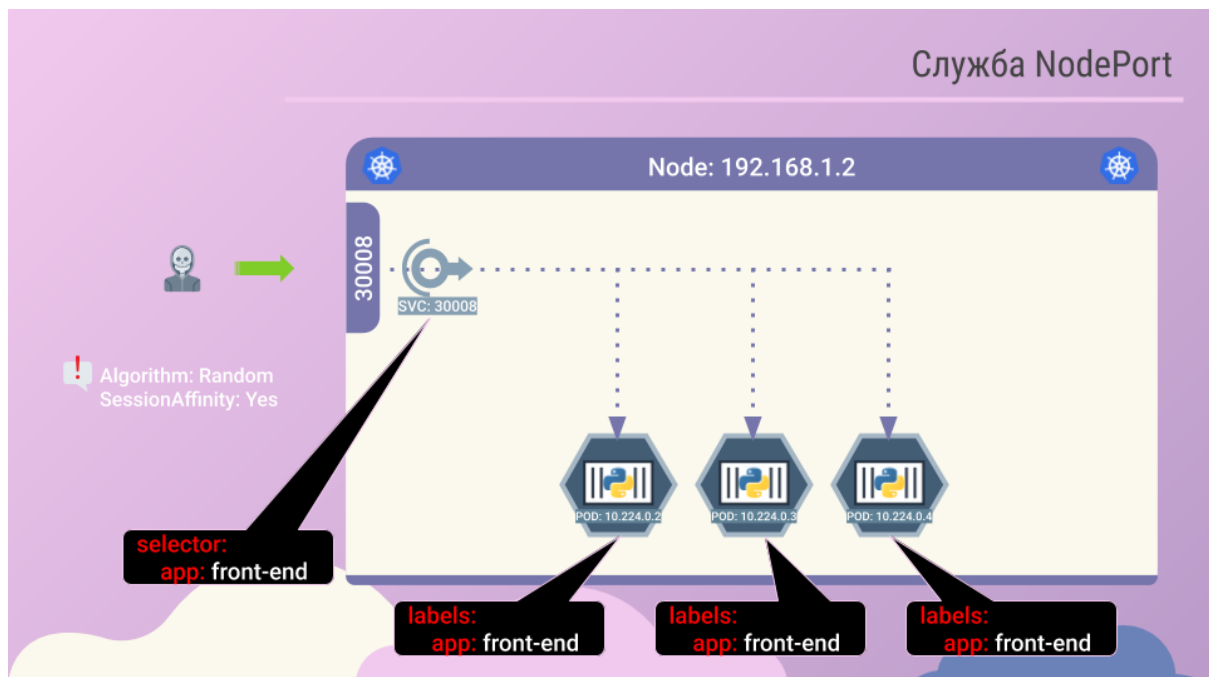 Служба NodePort
Node: 192.168.1.2
30008
SVC: 30008
!
Algorithm: Random
SessionAffinity: Yes
POD: 10.224.0.2
POD: 10.224.0.3
POD: 10.224.0.4
selector:
app: front-end
labels:
app: front-end
labels:
app: front-end
labels:
app: front-end